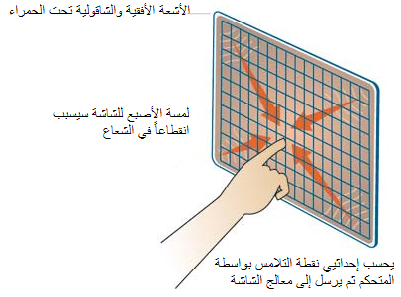 الأشعة الأفقية والشاقولية تحت الحمراء
لمسة الأصبع للشاشة سيسبب
انقطاعاً في الشعاع
يحسب إحداثيي نقطة التلامس بواسطة
المتحكم ثم يرسل إلى معالج الشاشة